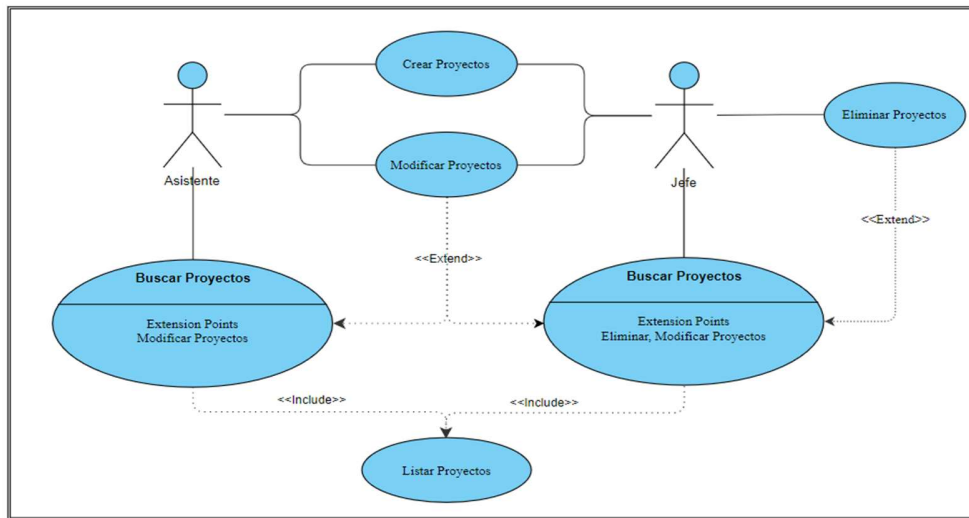 Crear Proyectos
Eliminar Proyectos
Modificar Proyectos
Asistente
Jefe
<<Extend>>
<<Extend>>
Buscar Proyectos
Extension Points
Modificar Proyectos
Buscar Proyectos
Extension Points
Eliminar, Modificar Proyectos
<<Include>>
<<Include>>
Listar Proyectos